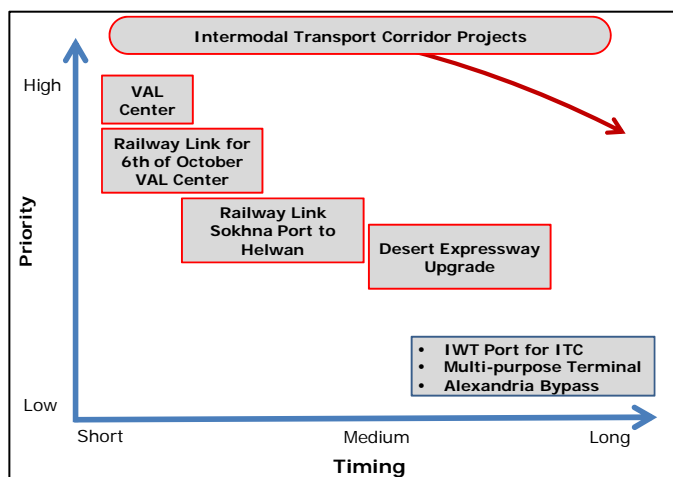 Intermodal Transport Corridor Projects
High
VAL
Center
Railway Link for
6th of October
VAL Center
Railway Link
Sokhna Port to
Helwan
Desert Expressway
Upgrade
Priority
• IWT Port for ITC
• Multi-purpose Terminal
• Alexandria Bypass
Low
Short
Medium
Long
Timing